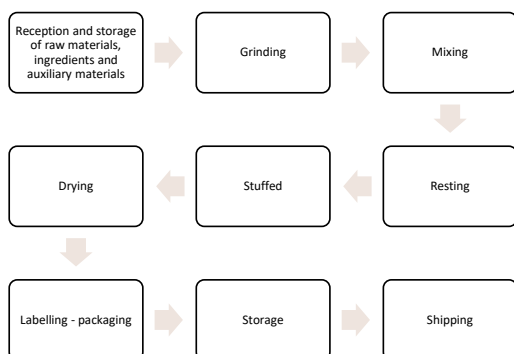 Reception and storage
of raw materials,
ingredients and
auxiliary materials
Grinding
Mixing
Resting
Stuffed
Drying
Labelling - packaging
Storage
Shipping